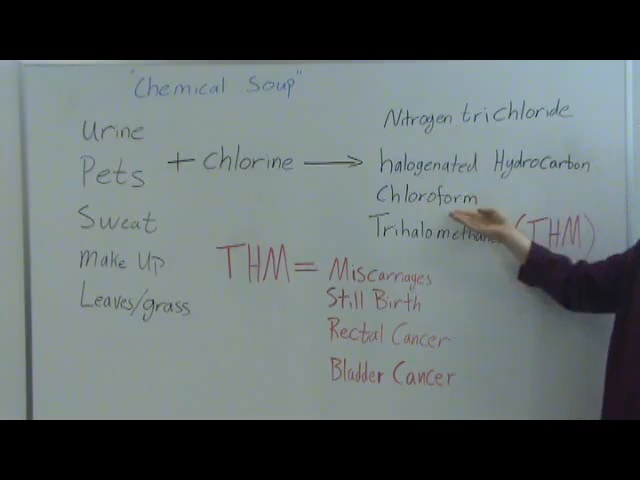 "Chemical Soup"
Urine
Pets
Sweat
Make Up
Leaves/grass
+ Chlorine →
Nitrogen trichloride
halogenated Hydrocarbon
Chloroform
Trihalomethane (THM)
THM =
Miscarriages
Still Birth
Rectal Cancer
Bladder Cancer